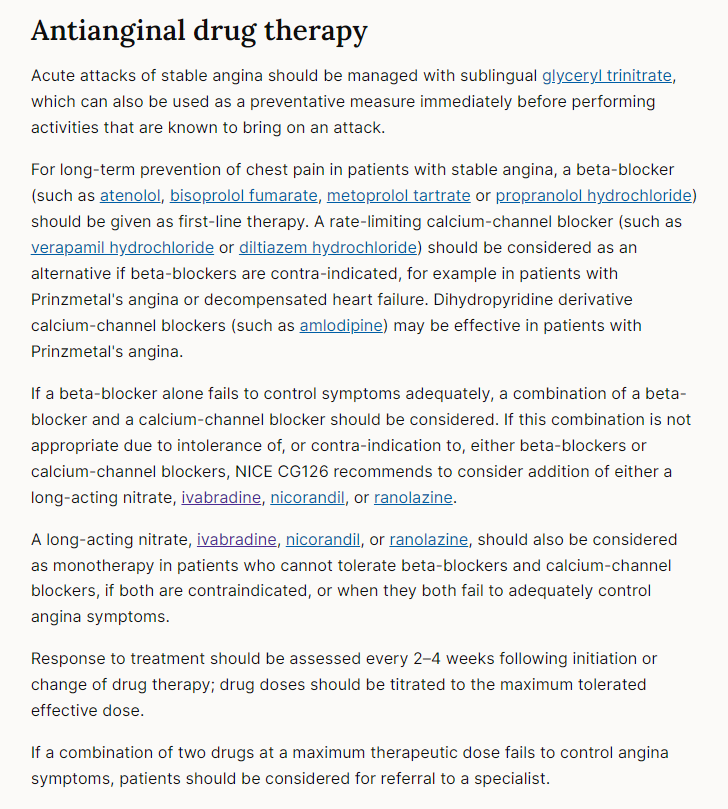 Antianginal drug therapy
Acute attacks of stable angina should be managed with sublingual glyceryl trinitrate,
which can also be used as a preventative measure immediately before performing
activities that are known to bring on an attack.
For long-term prevention of chest pain in patients with stable angina, a beta-blocker
(such as atenolol, bisoprolol fumarate, metoprolol tartrate or propranolol hydrochloride)
should be given as first-line therapy. A rate-limiting calcium-channel blocker (such as
verapamil hydrochloride or diltiazem hydrochloride) should be considered as an
alternative if beta-blockers are contra-indicated, for example in patients with
Prinzmetal's angina or decompensated heart failure. Dihydropyridine derivative
calcium-channel blockers (such as amlodipine) may be effective in patients with
Prinzmetal's angina.
If a beta-blocker alone fails to control symptoms adequately, a combination of a beta-
blocker and a calcium-channel blocker should be considered. If this combination is not
appropriate due to intolerance of, or contra-indication to, either beta-blockers or
calcium-channel blockers, NICE CG126 recommends to consider addition of either a
long-acting nitrate, ivabradine, nicorandil, or ranolazine.
A long-acting nitrate, ivabradine, nicorandil, or ranolazine, should also be considered
as monotherapy in patients who cannot tolerate beta-blockers and calcium-channel
blockers, if both are contraindicated, or when they both fail to adequately control
angina symptoms.
Response to treatment should be assessed every 2–4 weeks following initiation or
change of drug therapy; drug doses should be titrated to the maximum tolerated
effective dose.
If a combination of two drugs at a maximum therapeutic dose fails to control angina
symptoms, patients should be considered for referral to a specialist.